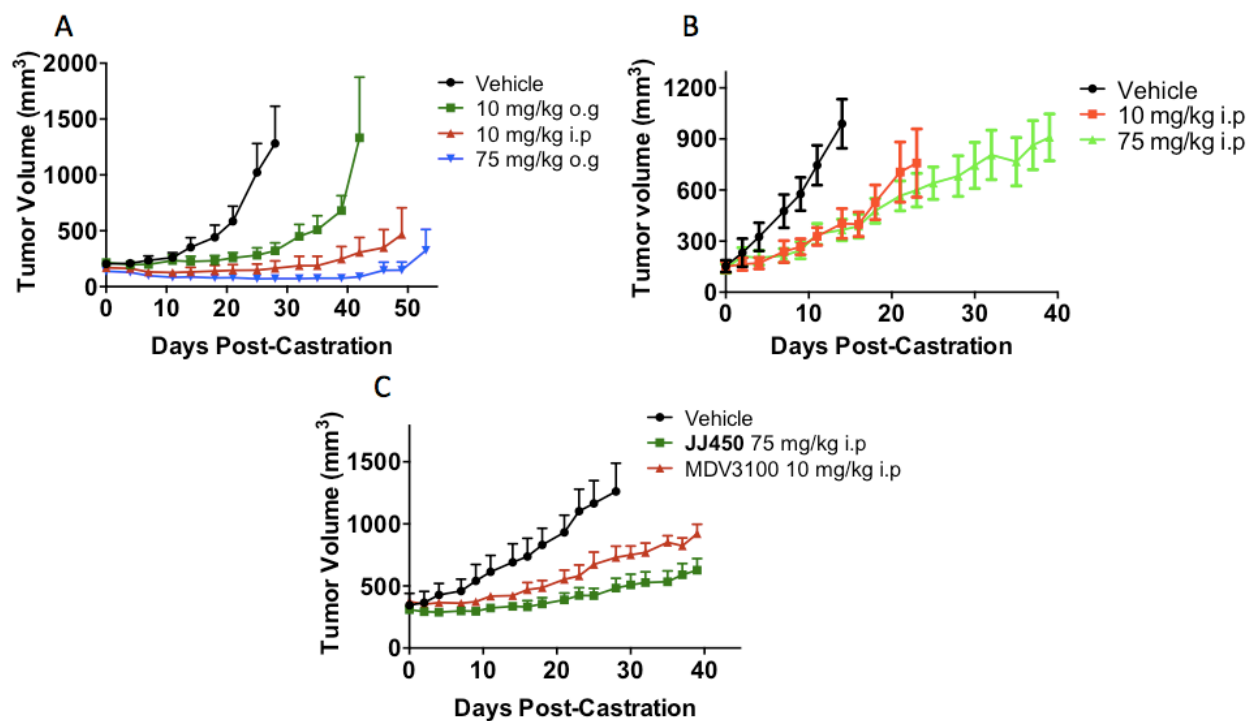 A
Tumor Volume (mm³)
2000
1500
1000
500
0
0 10 20 30 40 50
Days Post-Castration
Vehicle
10 mg/kg o.g
10 mg/kg i.p
75 mg/kg o.g
B
Tumor volume (mm³)
1200
900
600
300
0
0 10 20 30 40
Days Post-Castration
Vehicle
10 mg/kg i.p
75 mg/kg i.p
C
Tumor Volume (mm³)
1500
1000
500
0
0 10 20 30 40
Days Post-Castration
Vehicle
JJ450 75 mg/kg i.p
MDV3100 10 mg/kg i.p